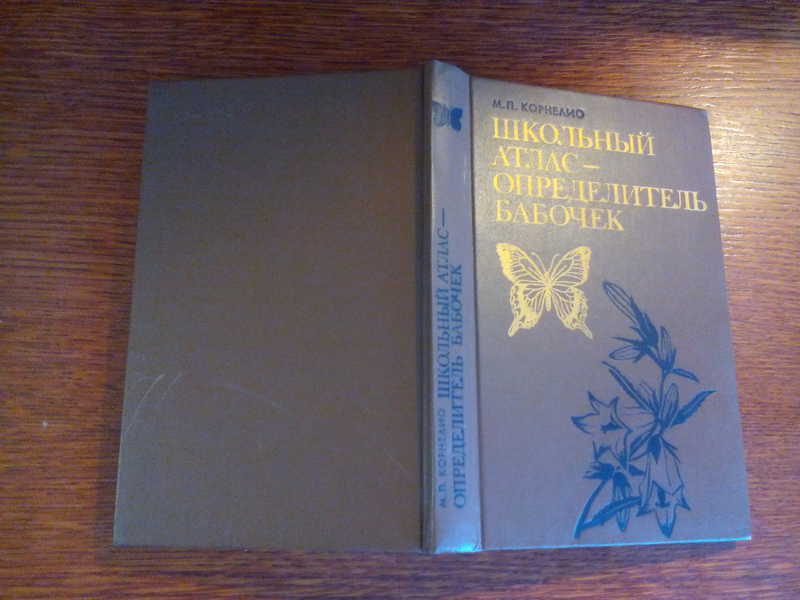 М.П. КОРНЕЛИО
ШКОЛЬНЫЙ
АТЛАС—
ОПРЕДЕЛИТЕЛЬ
БАБОЧЕК
М. П. КОРНЕЛИО ШКОЛЬНЫЙ АТЛАС—
ОПРЕДЕЛИТЕЛЬ БАБОЧЕК